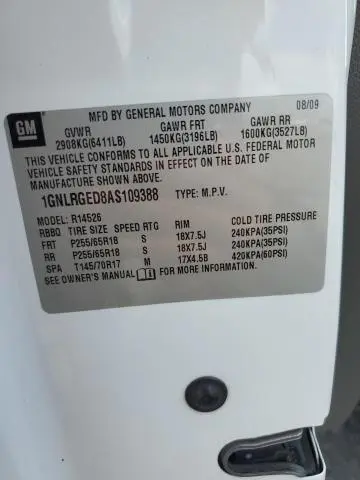 GM
MFD BY GENERAL MOTORS COMPANY 08/09
GVWR GAWR FRT GAWR RR
2908KG(6411LB) 1450KG(3196LB) 1600KG(3527LB)
THIS VEHICLE CONFORMS TO ALL APPLICABLE U.S. FEDERAL MOTOR
VEHICLE SAFETY STANDARDS IN EFFECT ON THE DATE OF
MANUFACTURE SHOWN ABOVE.
1GNLRGED8AS109388 TYPE: M.P.V.
MODEL: R14526
RBBQ TIRE SIZE SPEED RTG RIM COLD TIRE PRESSURE
FRT P255/65R18 S 18X7.5J 240KPA(35PSI)
RR P255/65R18 S 18X7.5J 240KPA(35PSI)
SPA T145/70R17 M 17X4.5B 420KPA(60PSI)
SEE OWNER'S MANUAL FOR MORE INFORMATION.